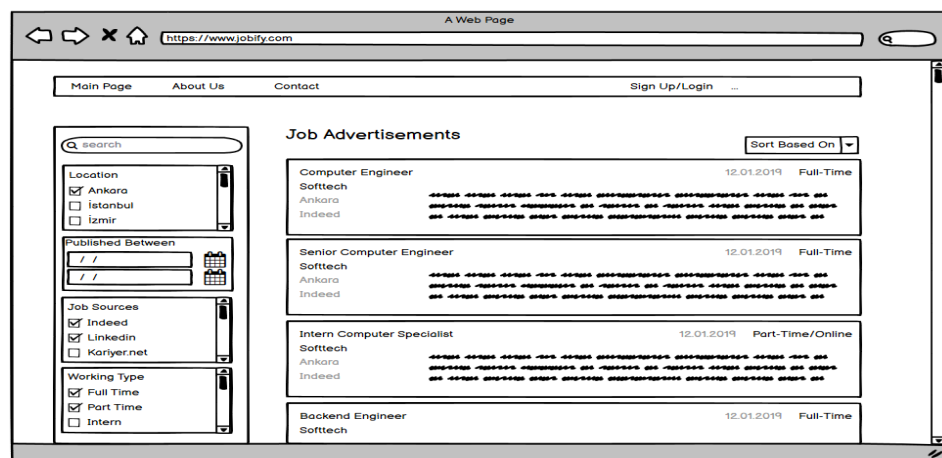 A Web Page
https://www.jobify.com
Main Page About Us Contact Sign Up/Login ...
search
Location
Ankara
İstanbul
İzmir
Published Between
/ /
/ /
Job Sources
Indeed
Linkedin
Kariyer.net
Working Type
Full Time
Part Time
Intern
Job Advertisements
Sort Based On
Computer Engineer 12.01.2019 Full-Time
Softtech
Ankara
Indeed
Senior Computer Engineer 12.01.2019 Full-Time
Softtech
Ankara
Indeed
Intern Computer Specialist 12.01.2019 Part-Time/Online
Softtech
Ankara
Indeed
Backend Engineer 12.01.2019 Full-Time
Softtech